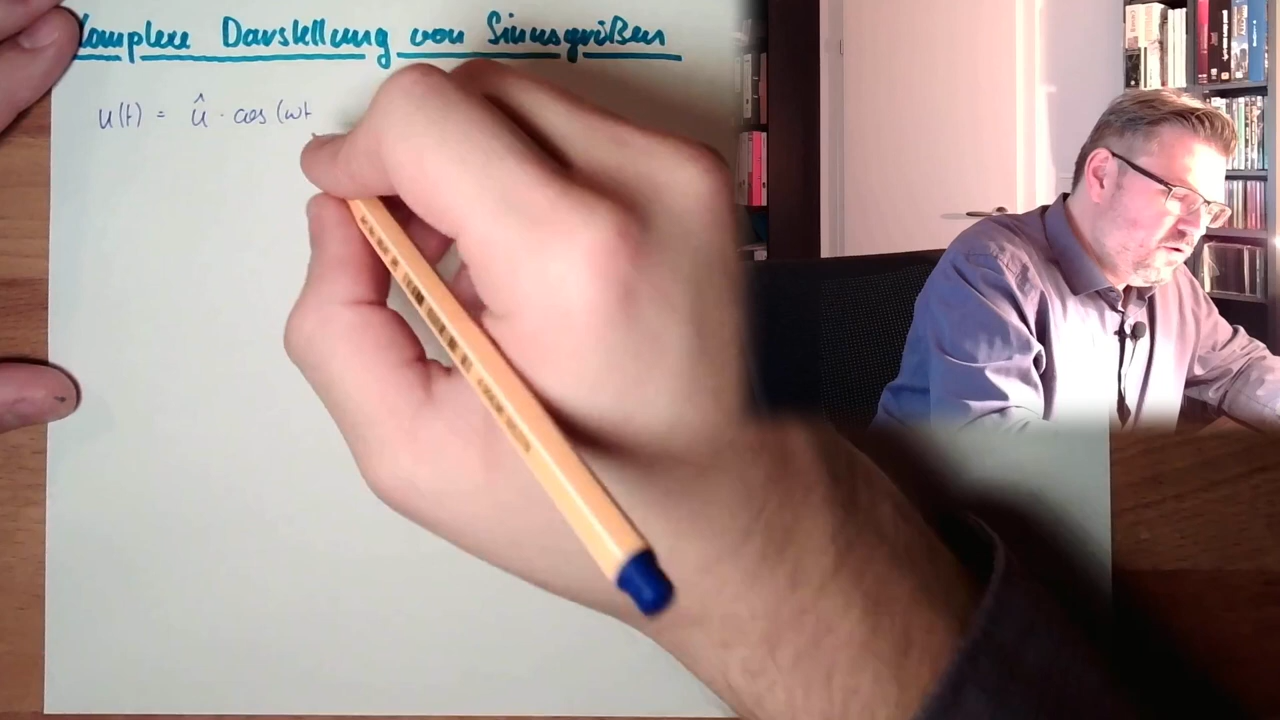 Komplexe Darstellung von Sinusgrößen
u(t) = û · cos (ωt